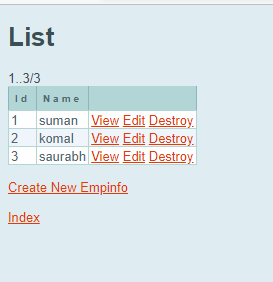 List
1..3/3
Id Name
1 suman View Edit Destroy
2 komal View Edit Destroy
3 saurabh View Edit Destroy
Create New Empinfo
Index